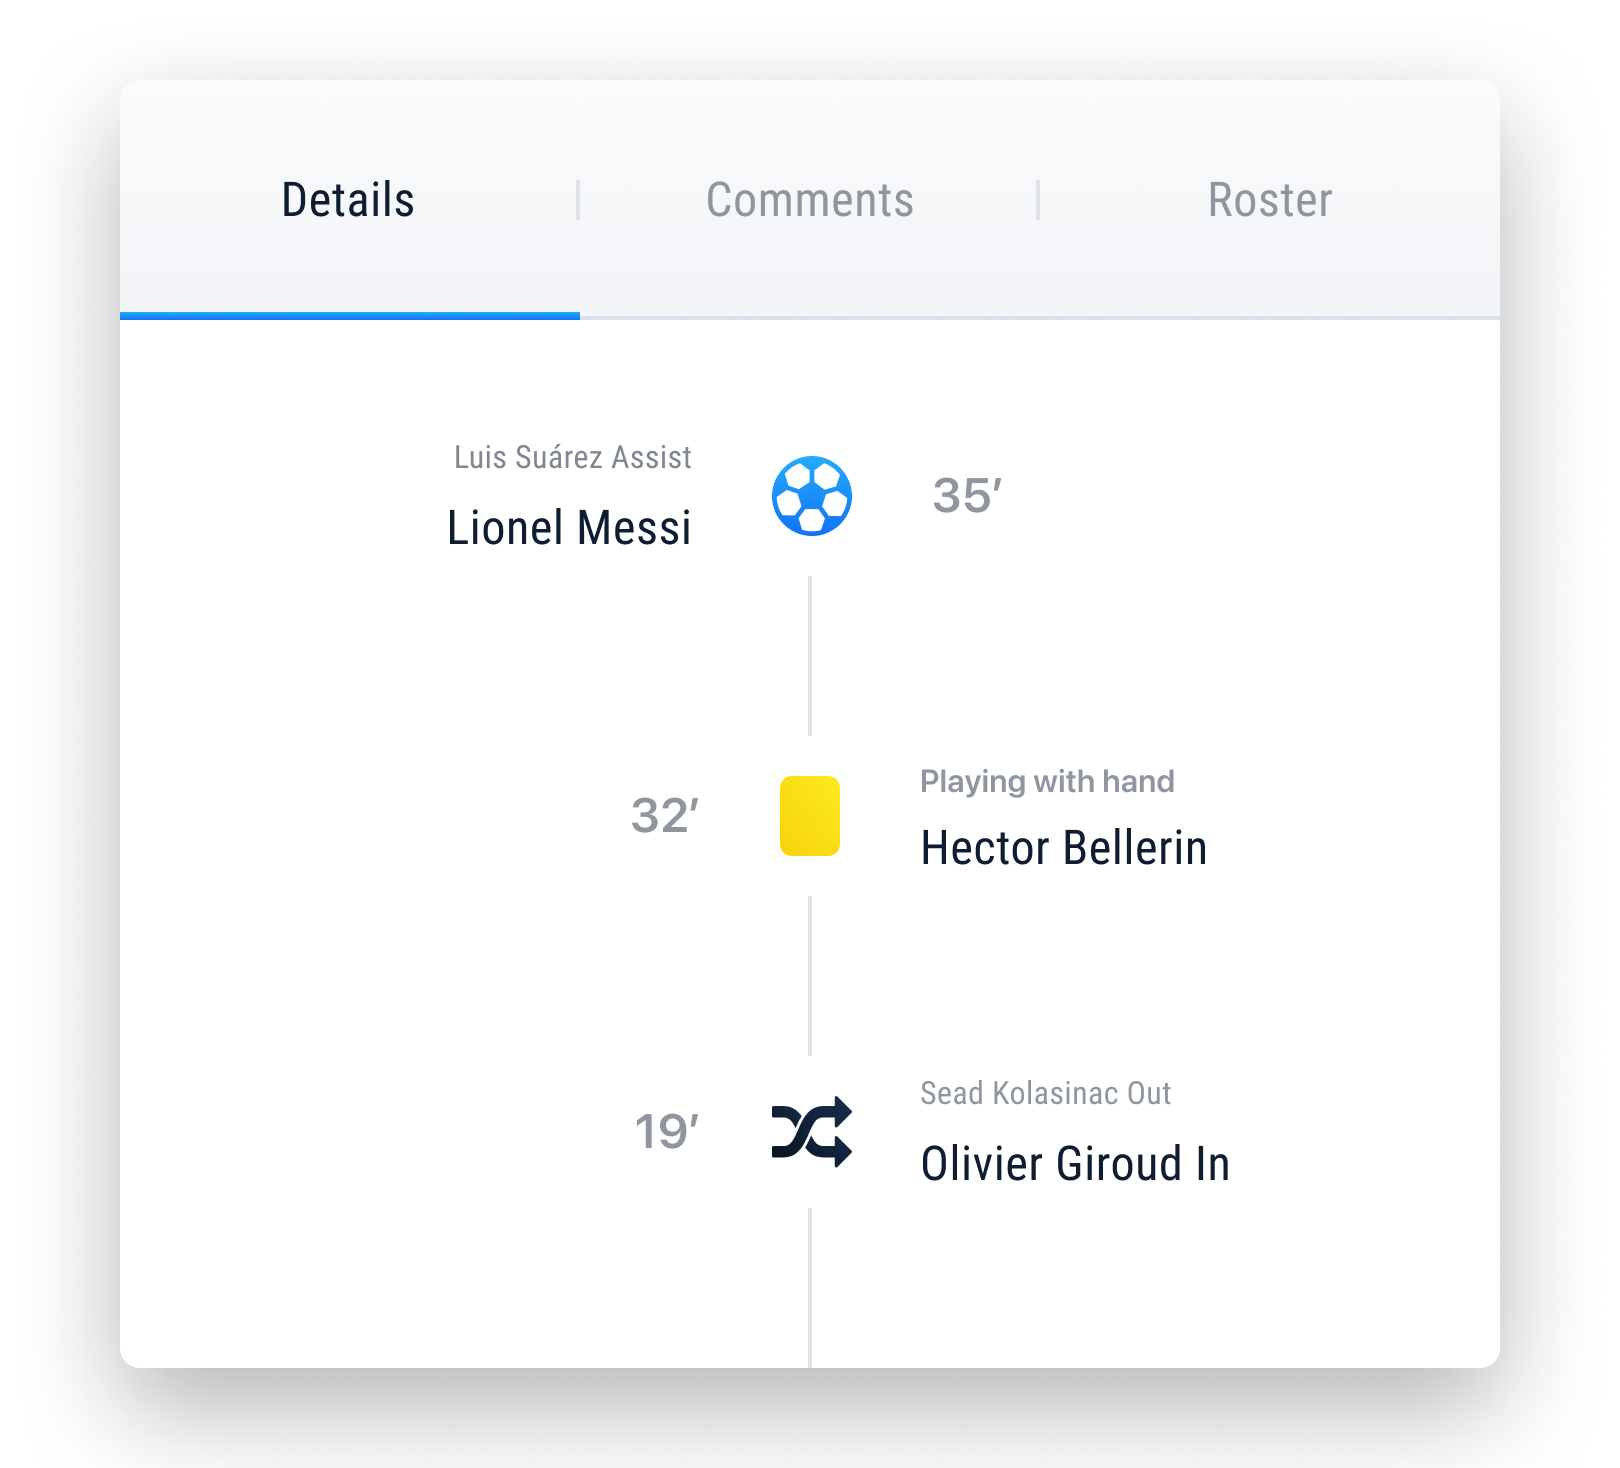 Details
Comments
Roster
Luis Suárez Assist
Lionel Messi
35′
32′
Playing with hand
Hector Bellerin
19′
Sead Kolasinac Out
Olivier Giroud In